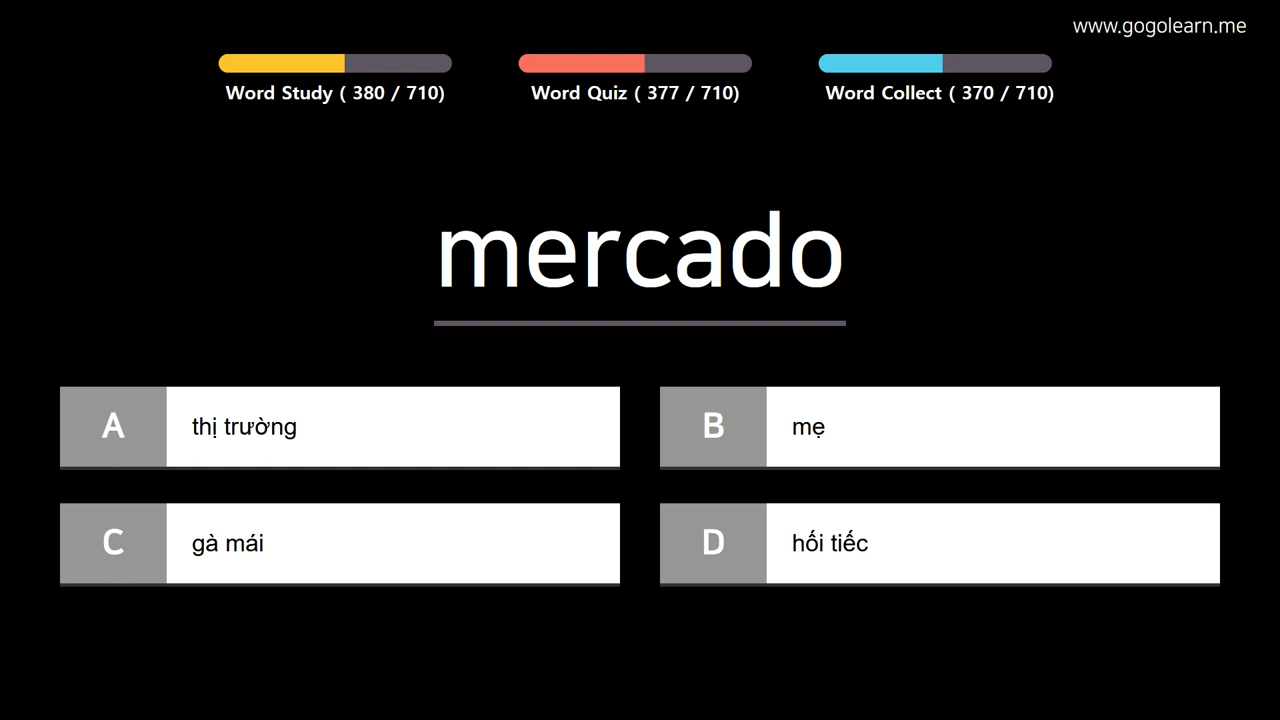 www.gogolearn.me
Word Study ( 380 / 710)
Word Quiz ( 377 / 710)
Word Collect ( 370 / 710)
mercado
A thị trường
B mẹ
C gà mái
D hối tiếc